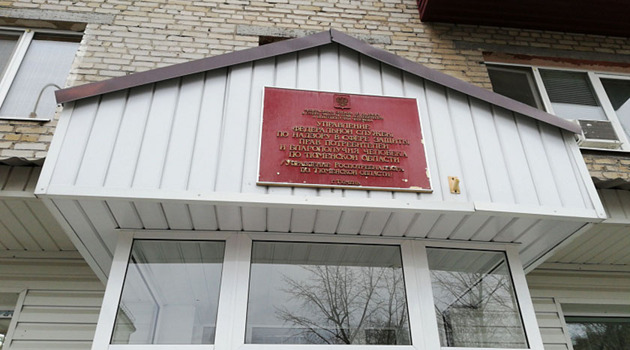 УПРАВЛЕНИЕ
ФЕДЕРАЛЬНОЙ СЛУЖБЫ
ПО НАДЗОРУ В СФЕРЕ ЗАЩИТЫ
ПРАВ ПОТРЕБИТЕЛЕЙ
И БЛАГОПОЛУЧИЯ ЧЕЛОВЕКА
ПО ТЮМЕНСКОЙ ОБЛАСТИ
УПРАВЛЕНИЕ РОСПОТРЕБНАДЗОРА
ПО ТЮМЕНСКОЙ ОБЛАСТИ